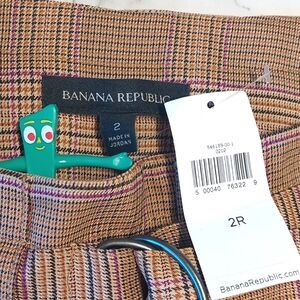 BANANA REPUBLIC
2
MADE IN
JORDAN
5 00040 76322 9
2R
BananaRepublic.com